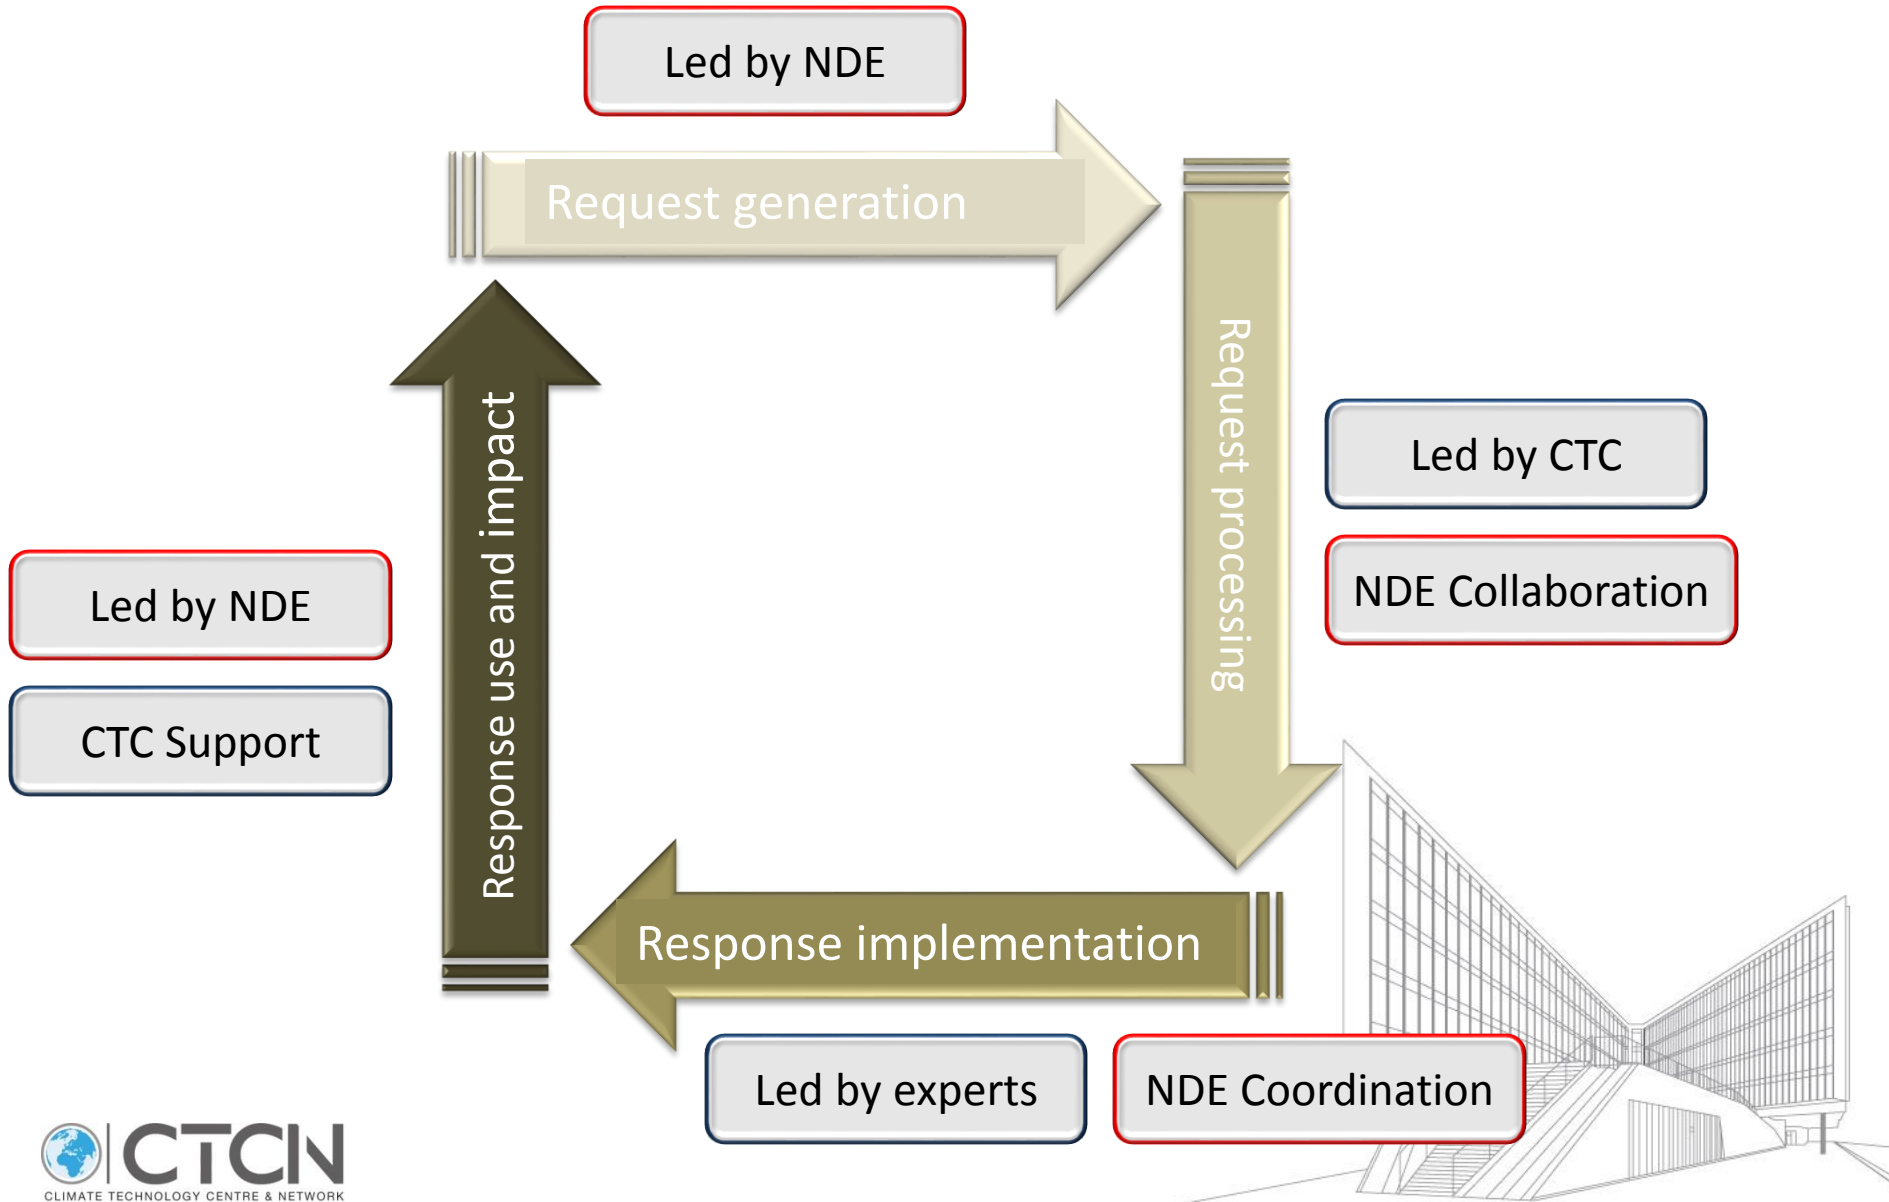 Led by NDE
Request generation
Request processing
Led by CTC
NDE Collaboration
Response use and impact
Led by NDE
CTC Support
Response implementation
Led by experts
NDE Coordination
CTCN
CLIMATE TECHNOLOGY CENTRE & NETWORK